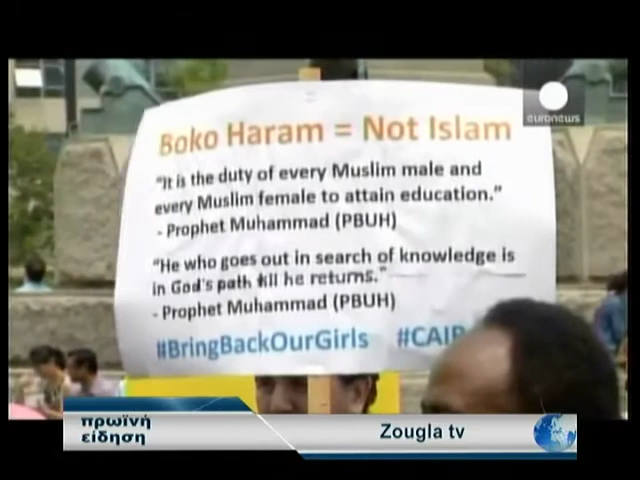 euronews
Boko Haram = Not Islam
"It is the duty of every Muslim male and
every Muslim female to attain education."
- Prophet Muhammad (PBUH)
"He who goes out in search of knowledge is
in God's path till he returns."
- Prophet Muhammad (PBUH)
#BringBackOurGirls #CAIR
πρωϊνή
είδηση
Zougla tv